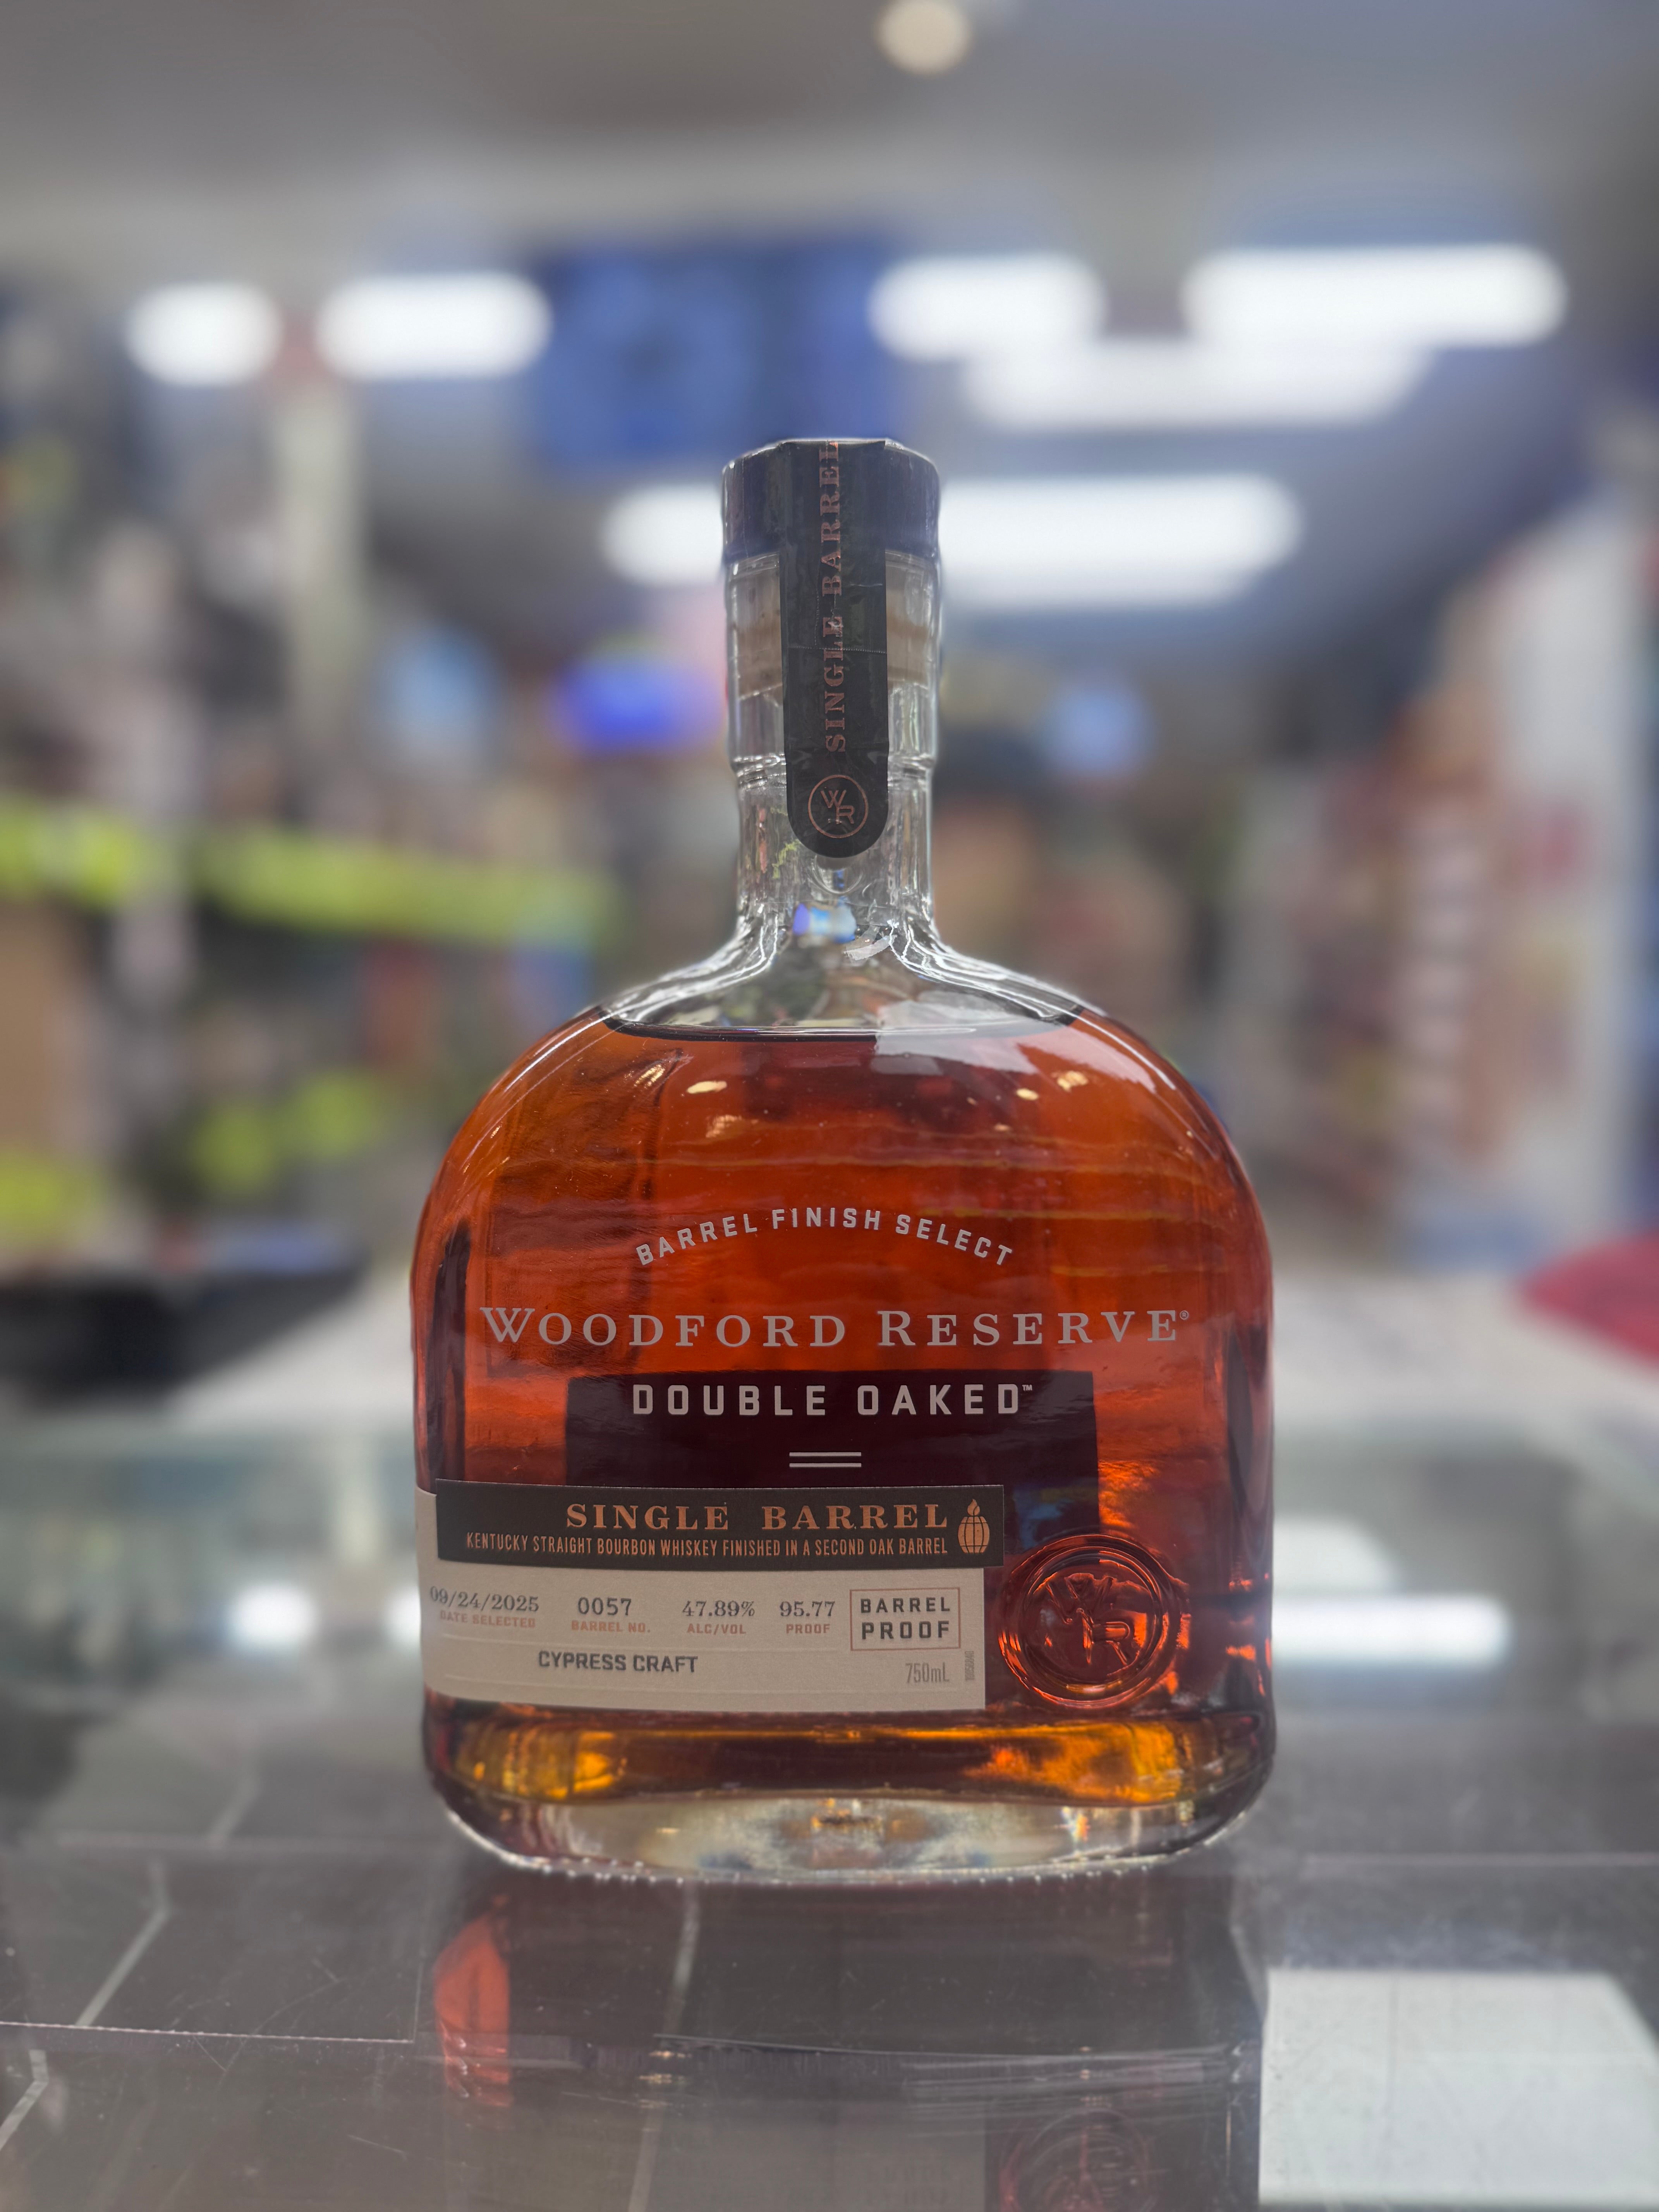 SINGLE BARREL
WR
BARREL FINISH SELECT
WOODFORD RESERVE®
DOUBLE OAKED™
SINGLE BARREL
KENTUCKY STRAIGHT BOURBON WHISKEY FINISHED IN A SECOND OAK BARREL
09/24/2025 0057 47.89% 95.77 BARREL PROOF
DATE SELECTED BARREL NO. ALC/VOL PROOF
CYPRESS CRAFT
750mL
WR